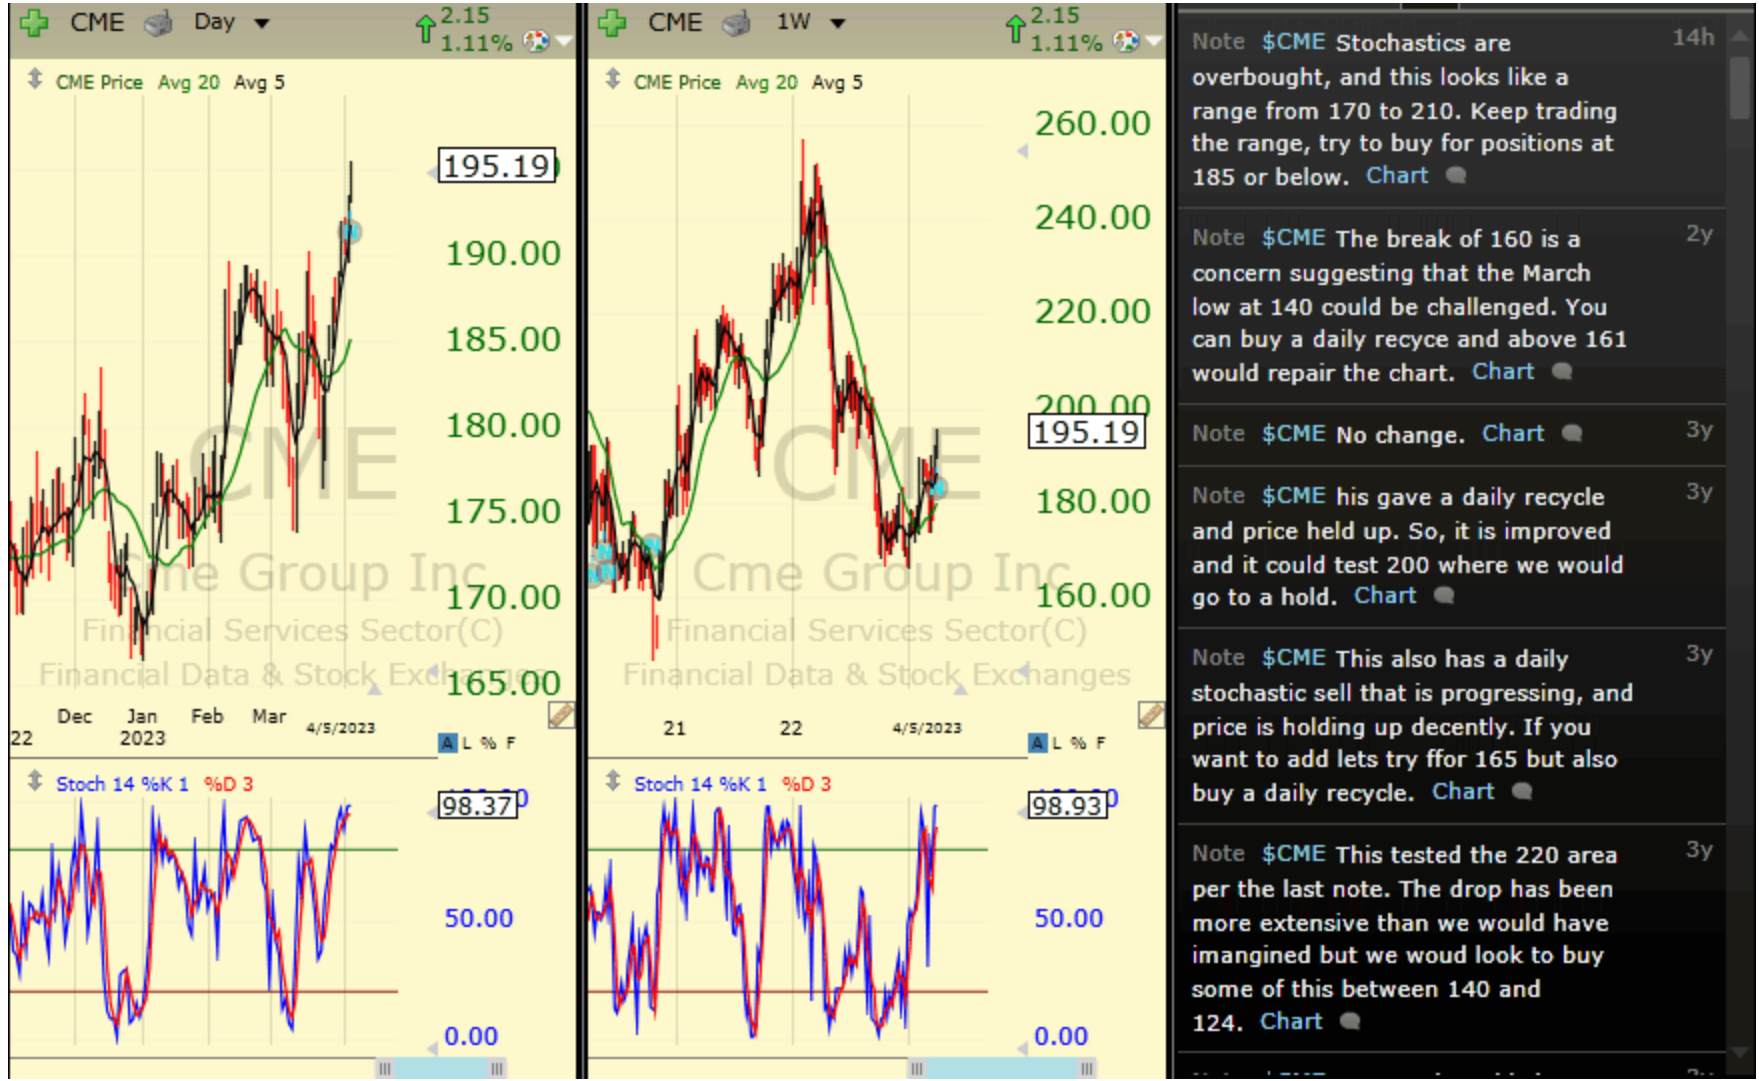 CME Day
2.15
1.11%
CME Price Avg 20 Avg 5
195.19
190.00
185.00
180.00
175.00
170.00
165.00
CME
Cme Group Inc
Financial Services Sector(C)
Financial Data & Stock Exchanges
Dec Jan Feb Mar 4/5/2023
22 2023
A L % F
Stoch 14 %K 1 %D 3
98.37
50.00
0.00
CME 1W
2.15
1.11%
CME Price Avg 20 Avg 5
260.00
240.00
220.00
200.00
195.19
180.00
160.00
CME
Cme Group Inc
Financial Services Sector(C)
Financial Data & Stock Exchanges
21 22 4/5/2023
A L % F
Stoch 14 %K 1 %D 3
98.93
50.00
0.00
Note $CME Stochastics are 14h
overbought, and this looks like a
range from 170 to 210. Keep trading
the range, try to buy for positions at
185 or below. Chart
Note $CME The break of 160 is a 2y
concern suggesting that the March
low at 140 could be challenged. You
can buy a daily recyce and above 161
would repair the chart. Chart
Note $CME No change. Chart 3y
Note $CME his gave a daily recycle 3y
and price held up. So, it is improved
and it could test 200 where we would
go to a hold. Chart
Note $CME This also has a daily 3y
stochastic sell that is progressing, and
price is holding up decently. If you
want to add lets try ffor 165 but also
buy a daily recycle. Chart
Note $CME This tested the 220 area 3y
per the last note. The drop has been
more extensive than we would have
imangined but we woud look to buy
some of this between 140 and
124. Chart